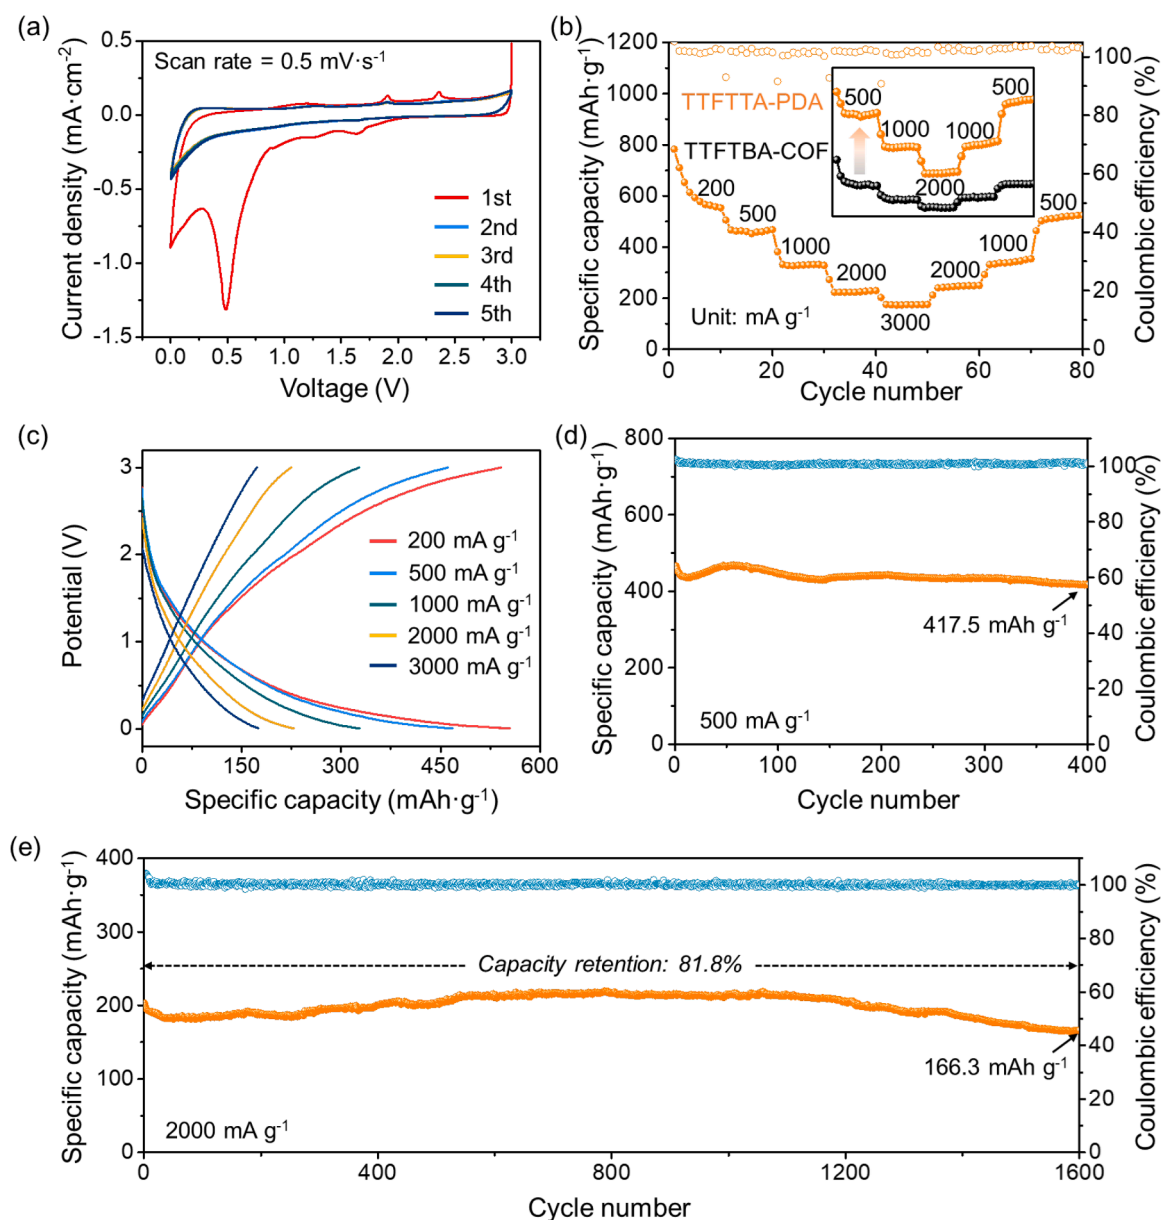 (a)
Scan rate = 0.5 mV·s⁻¹
Current density (mA·cm⁻²)
0.5
0.0
-0.5
-1.0
-1.5
1st
2nd
3rd
4th
5th
0.0 0.5 1.0 1.5 2.0 2.5 3.0
Voltage (V)
(b)
Specific capacity (mAh·g⁻¹)
1200
1000
800
600
400
200
0
TTFTTA-PDA
TTFTBA-COF
500
1000
2000
1000
500
200
500
1000
2000
3000
2000
1000
500
Unit: mA g⁻¹
100
80
60
40
20
0
Coulombic efficiency (%)
0 20 40 60 80
Cycle number
(c)
Potential (V)
3
2
1
0
200 mA g⁻¹
500 mA g⁻¹
1000 mA g⁻¹
2000 mA g⁻¹
3000 mA g⁻¹
0 150 300 450 600
Specific capacity (mAh·g⁻¹)
(d)
Specific capacity (mAh·g⁻¹)
800
600
400
200
0
417.5 mAh g⁻¹
500 mA g⁻¹
100
80
60
40
20
0
Coulombic efficiency (%)
0 100 200 300 400
Cycle number
(e)
Specific capacity (mAh·g⁻¹)
400
300
200
100
0
Capacity retention: 81.8%
166.3 mAh g⁻¹
2000 mA g⁻¹
100
80
60
40
20
0
Coulombic efficiency (%)
0 400 800 1200 1600
Cycle number